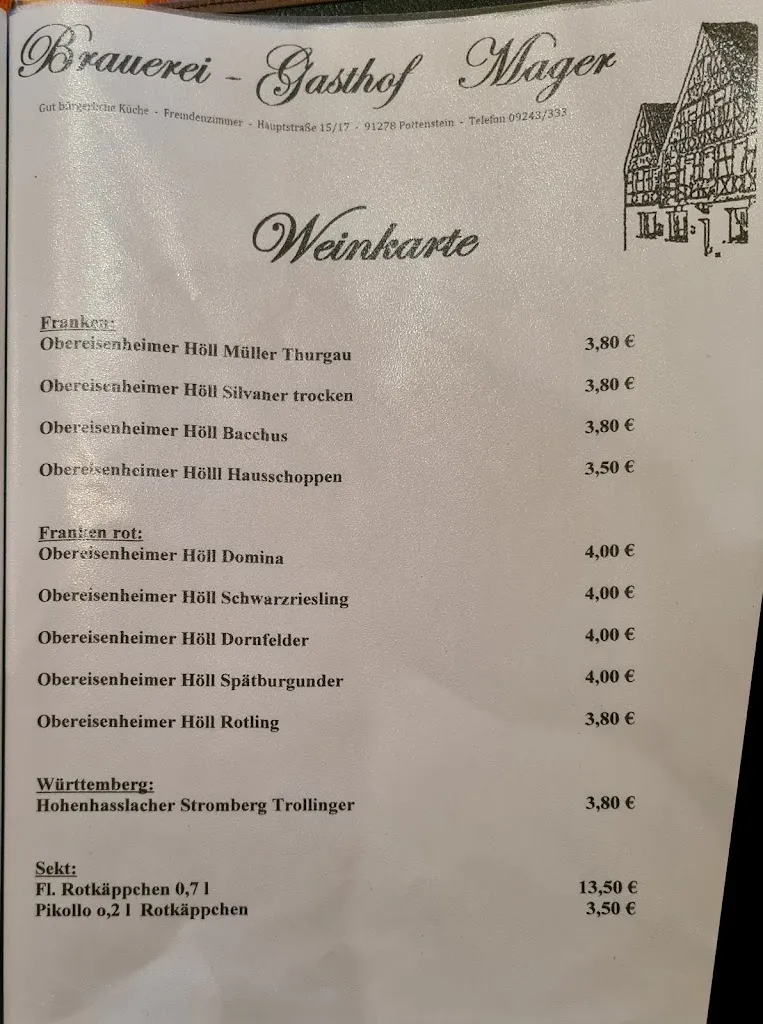 Brauerei - Gasthof Mager
Gut bürgerliche Küche - Fremdenzimmer - Hauptstraße 15/17 - 91278 Pottenstein - Telefon 09243/333
Weinkarte
Franken:
Obereisenheimer Höll Müller Thurgau 3,80 €
Obereisenheimer Höll Silvaner trocken 3,80 €
Obereisenheimer Höll Bacchus 3,80 €
Obereisenheimer Hölll Hausschoppen 3,50 €
Franken rot:
Obereisenheimer Höll Domina 4,00 €
Obereisenheimer Höll Schwarzriesling 4,00 €
Obereisenheimer Höll Dornfelder 4,00 €
Obereisenheimer Höll Spätburgunder 4,00 €
Obereisenheimer Höll Rotling 3,80 €
Württemberg:
Hohenhasslacher Stromberg Trollinger 3,80 €
Sekt:
Fl. Rotkäppchen 0,7 l 13,50 €
Pikollo o,2 l Rotkäppchen 3,50 €